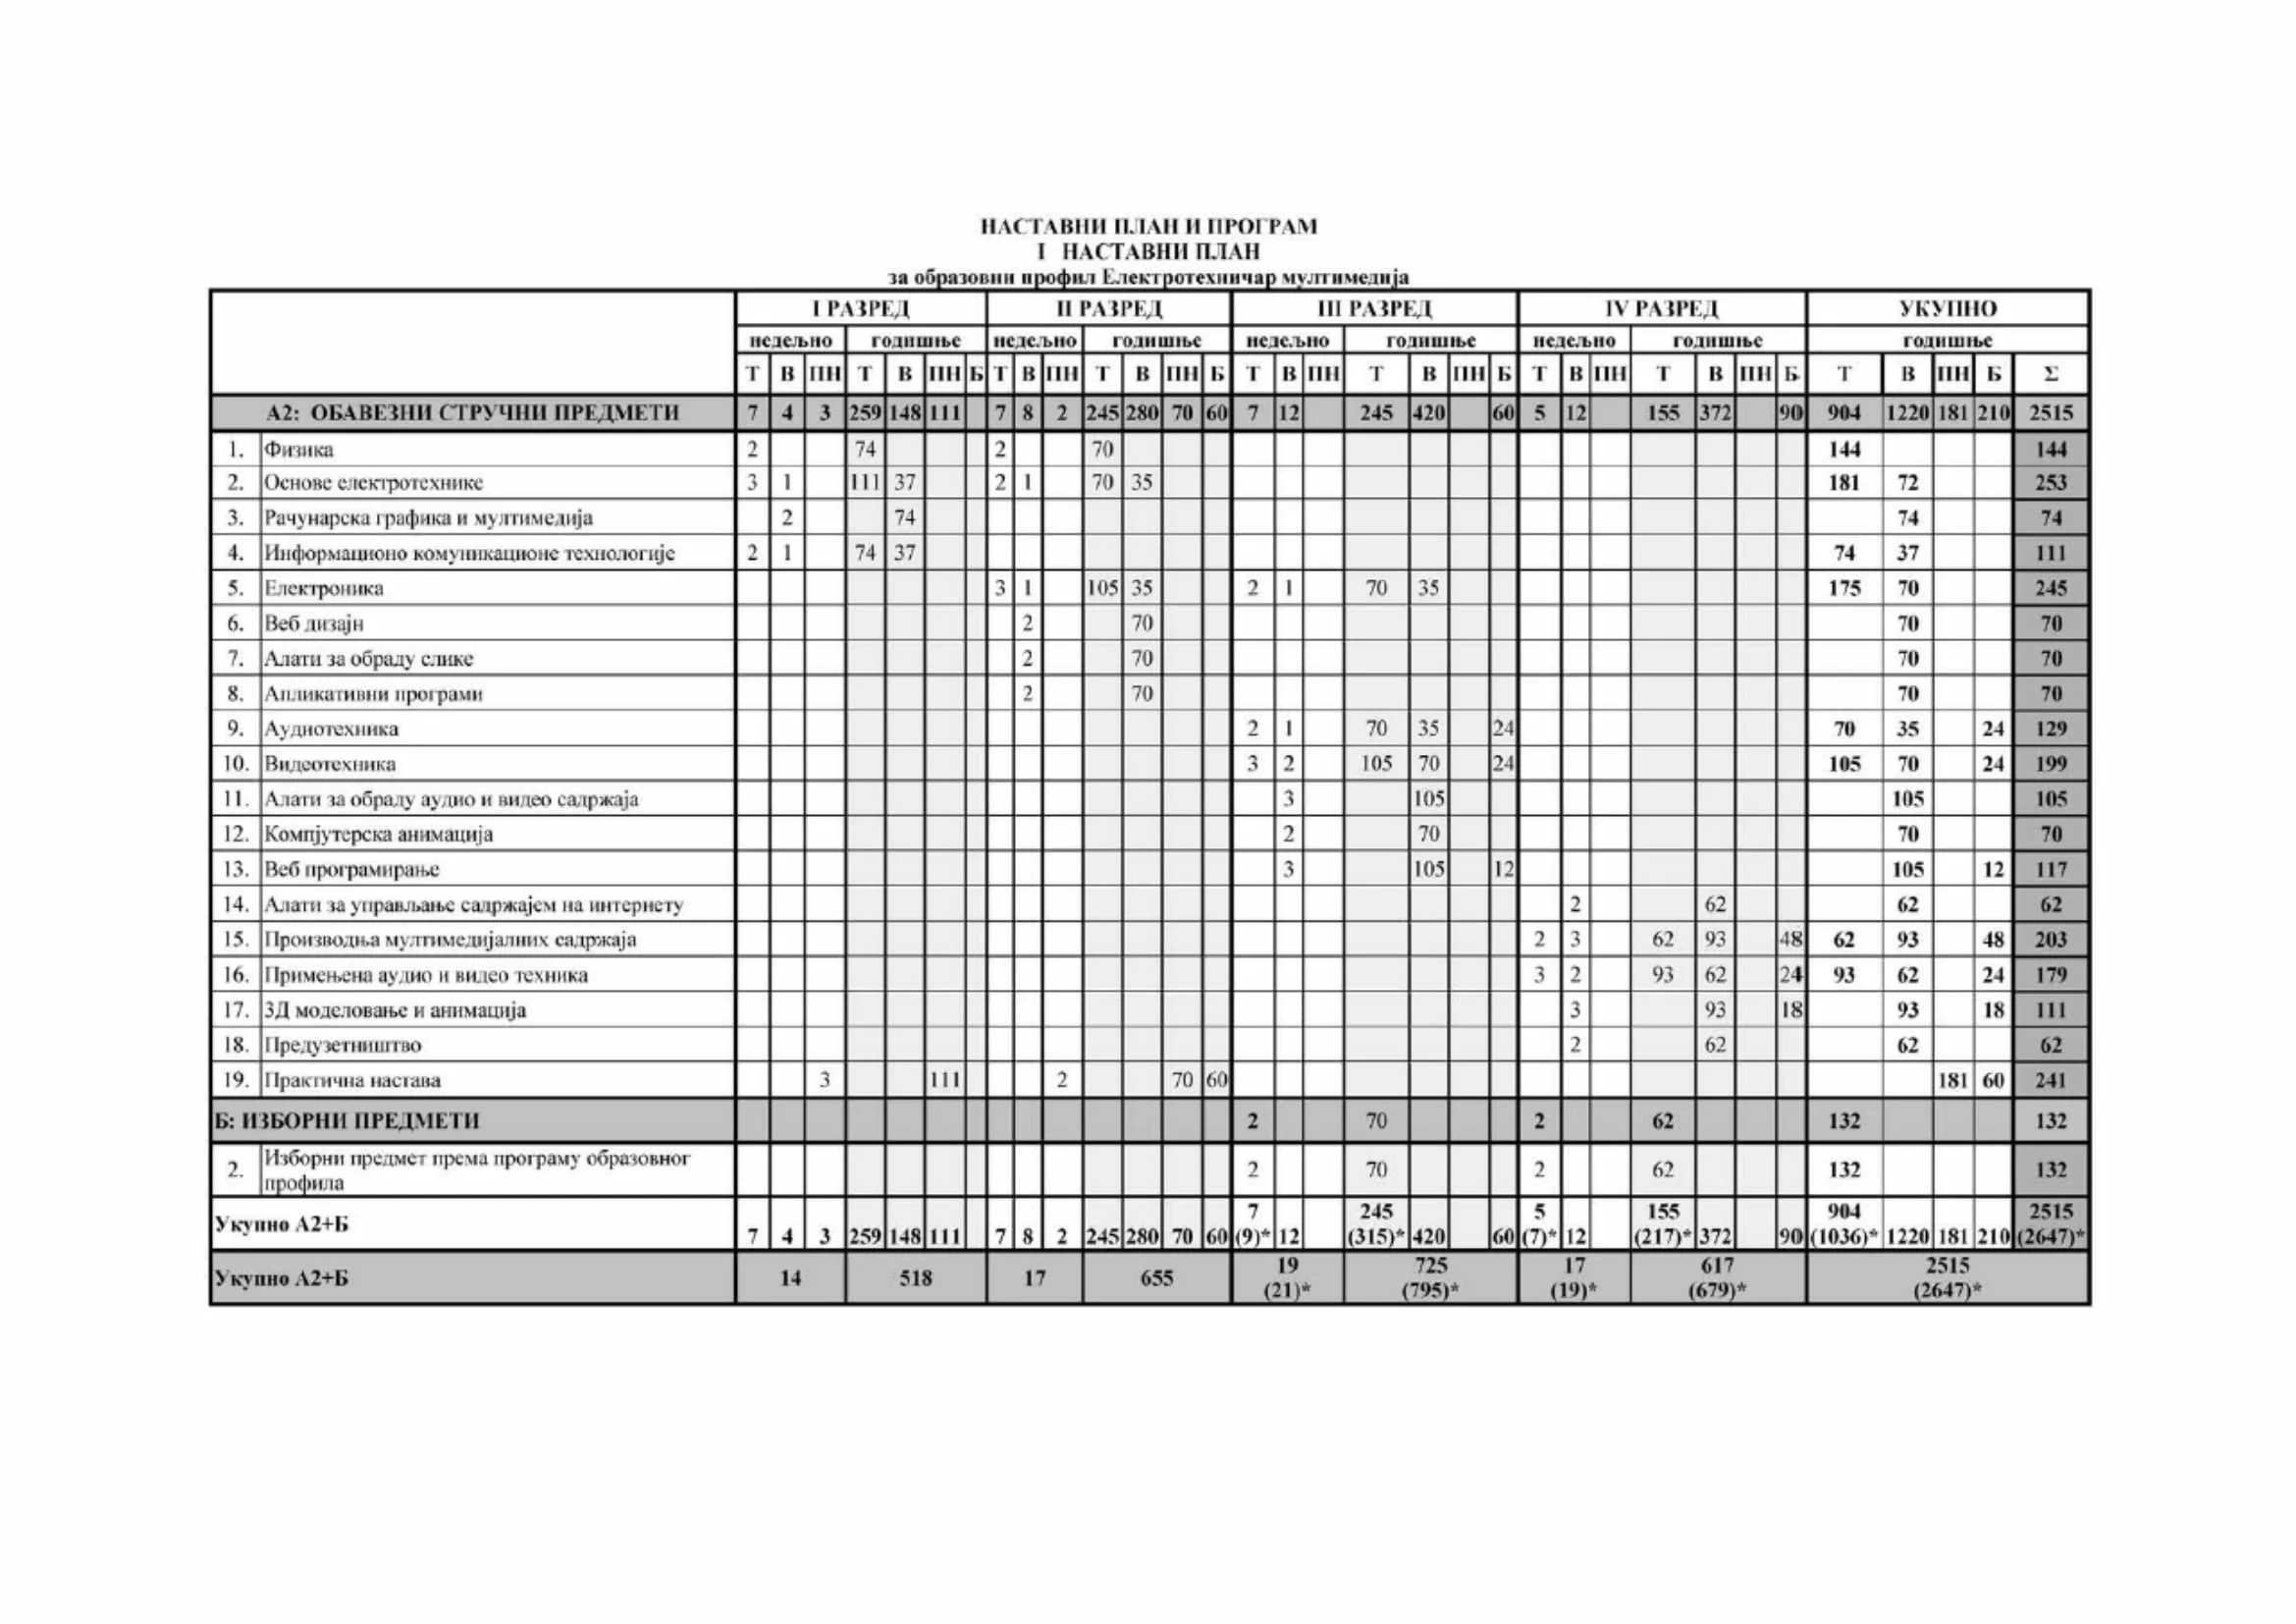 НАСТАВНИ ПЛАН И ПРОГРАМ
I НАСТАВНИ ПЛАН
за образовни профил Електротехничар мултимедија
I РАЗРЕД II РАЗРЕД III РАЗРЕД IV РАЗРЕД УКУПНО
недељно годишње недељно годишње недељно годишње недељно годишње годишње
Т В ПН Т В ПН Б Т В ПН Т В ПН Б Т В ПН Т В ПН Б Т В ПН Т В ПН Б Т В ПН Б Σ
А2: ОБАВЕЗНИ СТРУЧНИ ПРЕДМЕТИ 7 4 3 259 148 111 7 8 2 245 280 70 60 7 12 245 420 60 5 12 155 372 90 904 1220 181 210 2515
1. Физика 2 74 2 70 144 144
2. Основе електротехнике 3 1 111 37 2 1 70 35 181 72 253
3. Рачунарска графика и мултимедија 2 74 74 74
4. Информационо комуникационе технологије 2 1 74 37 74 37 111
5. Електроника 3 1 105 35 2 1 70 35 175 70 245
6. Веб дизајн 2 70 70 70
7. Алати за обраду слике 2 70 70 70
8. Апликативни програми 2 70 70 70
9. Аудиотехника 2 1 70 35 24 70 35 24 129
10. Видеотехника 3 2 105 70 24 105 70 24 199
11. Алати за обраду аудио и видео садржаја 3 105 105 105
12. Компјутерска анимација 2 70 70 70
13. Веб програмирање 3 105 12 105 12 117
14. Алати за управљање садржајем на интернету 2 62 62 62
15. Производња мултимедијалних садржаја 2 3 62 93 48 62 93 48 203
16. Примењена аудио и видео техника 3 2 93 62 24 93 62 24 179
17. 3Д моделовање и анимација 3 93 18 93 18 111
18. Предузетништво 2 62 62 62
19. Практична настава 3 111 2 70 60 181 60 241
Б: ИЗБОРНИ ПРЕДМЕТИ 2 70 2 62 132 132
2. Изборни предмет према програму образовног
профила 2 70 2 62 132 132
Укупно А2+Б 7 4 3 259 148 111 7 8 2 245 280 70 60 7 (9)* 12 245 (315)* 420 60 5 (7)* 12 155 (217)* 372 90 904 (1036)* 1220 181 210 2515 (2647)*
Укупно А2+Б 14 518 17 655 19 (21)* 725 (795)* 17 (19)* 617 (679)* 2515 (2647)*